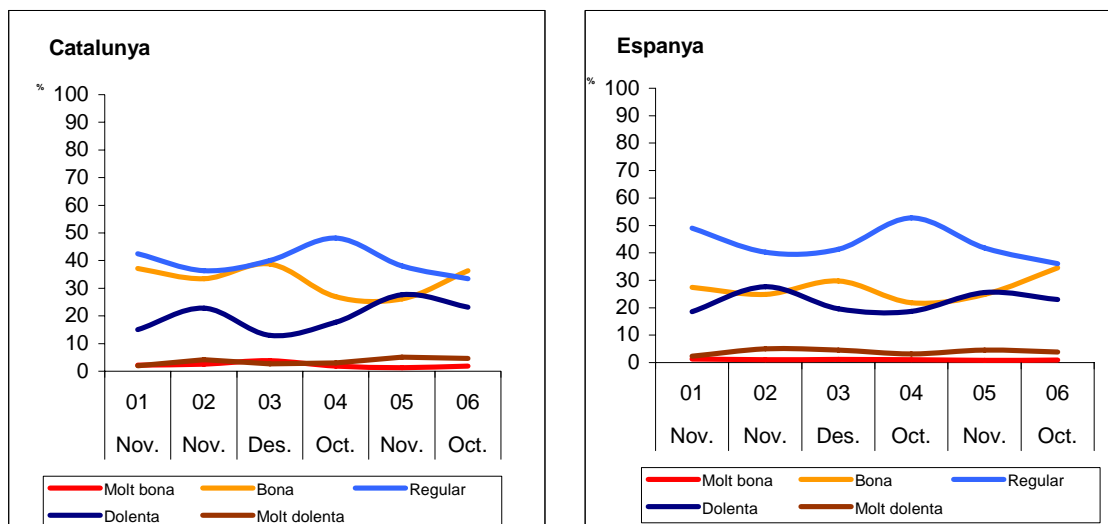 Catalunya
%
100
90
80
70
60
50
40
30
20
10
0
01 02 03 04 05 06
Nov. Nov. Des. Oct. Nov. Oct.
Molt bona Bona Regular
Dolenta Molt dolenta
Espanya
%
100
90
80
70
60
50
40
30
20
10
0
01 02 03 04 05 06
Nov. Nov. Des. Oct. Nov. Oct.
Molt bona Bona Regular
Dolenta Molt dolenta